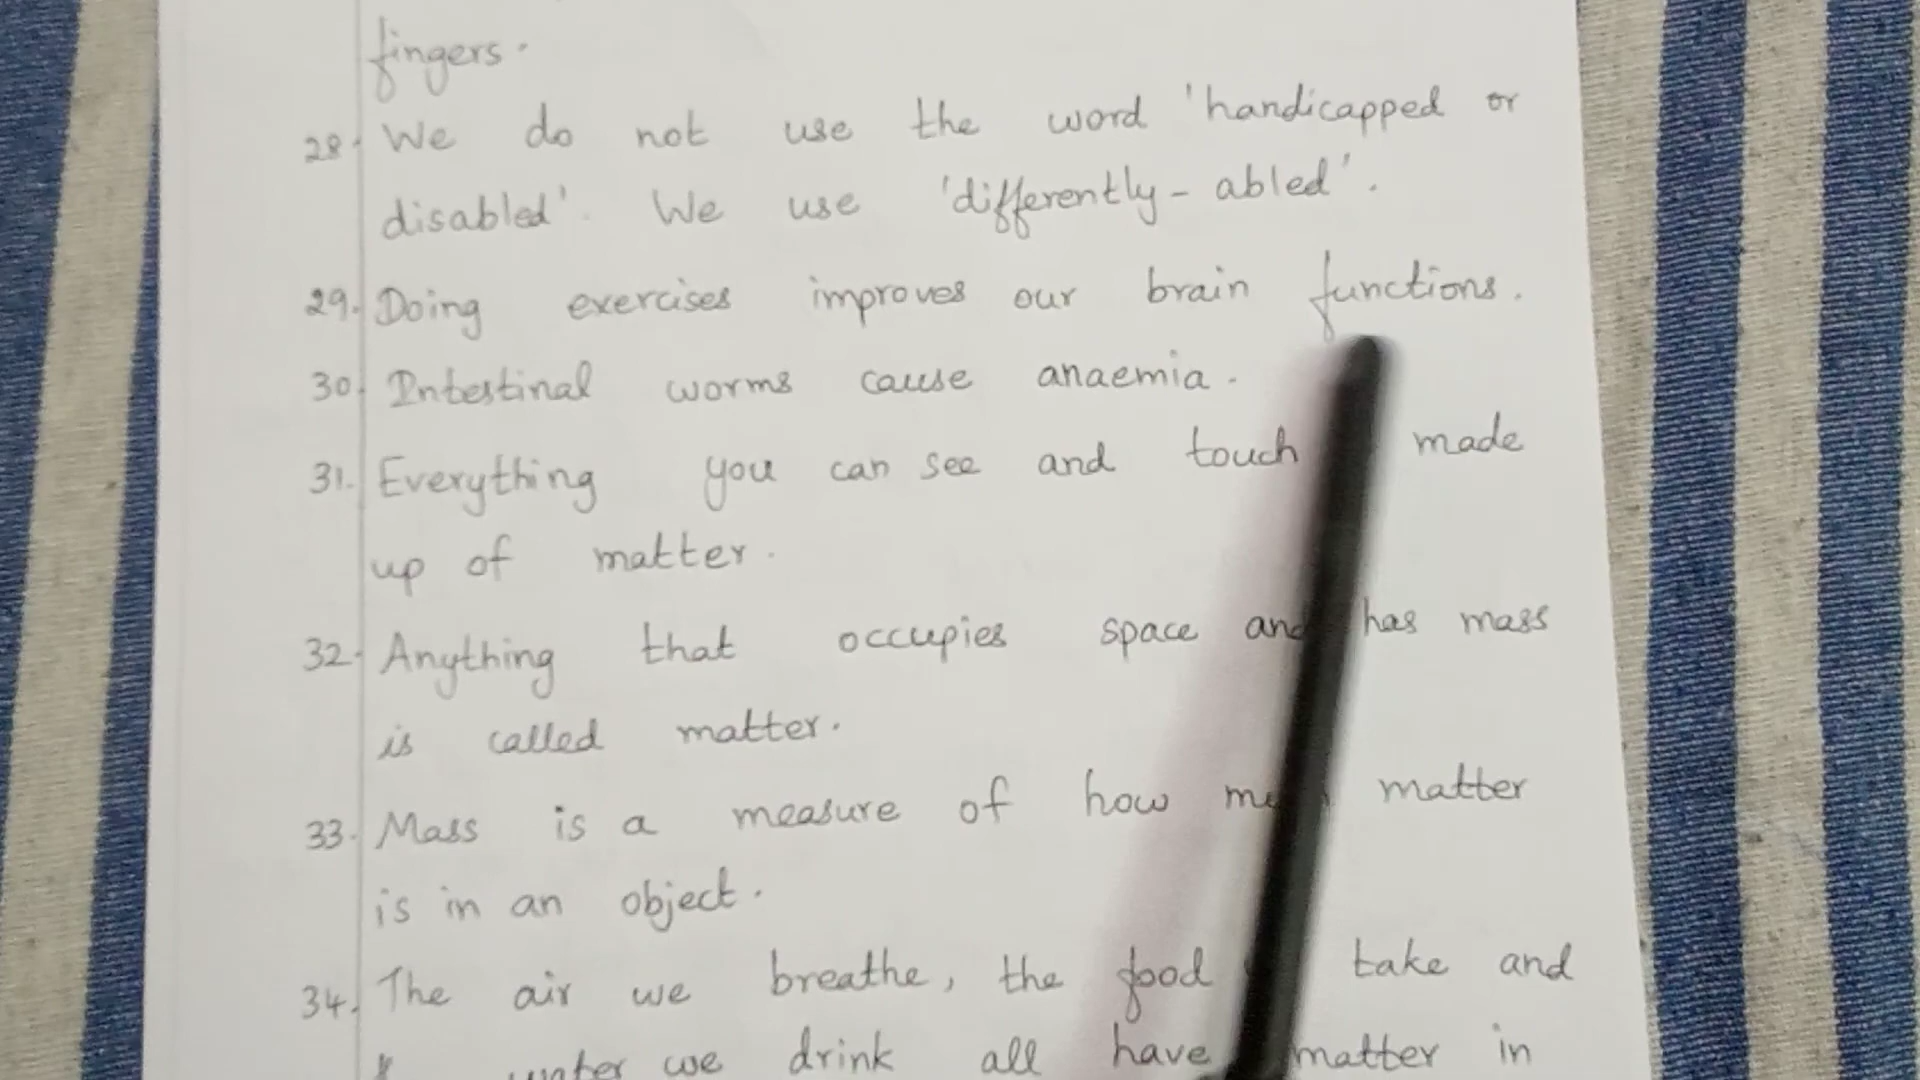 fingers.
28. We do not use the word 'handicapped or
disabled'. We use 'differently-abled'.
29. Doing exercises improves our brain functions.
30. Intestinal worms cause anaemia.
31. Everything you can see and touch made
up of matter.
32. Anything that occupies space and has mass
is called matter.
33. Mass is a measure of how matter
is in an object.
34. The air we breathe, the food take and
water we drink all have matter in